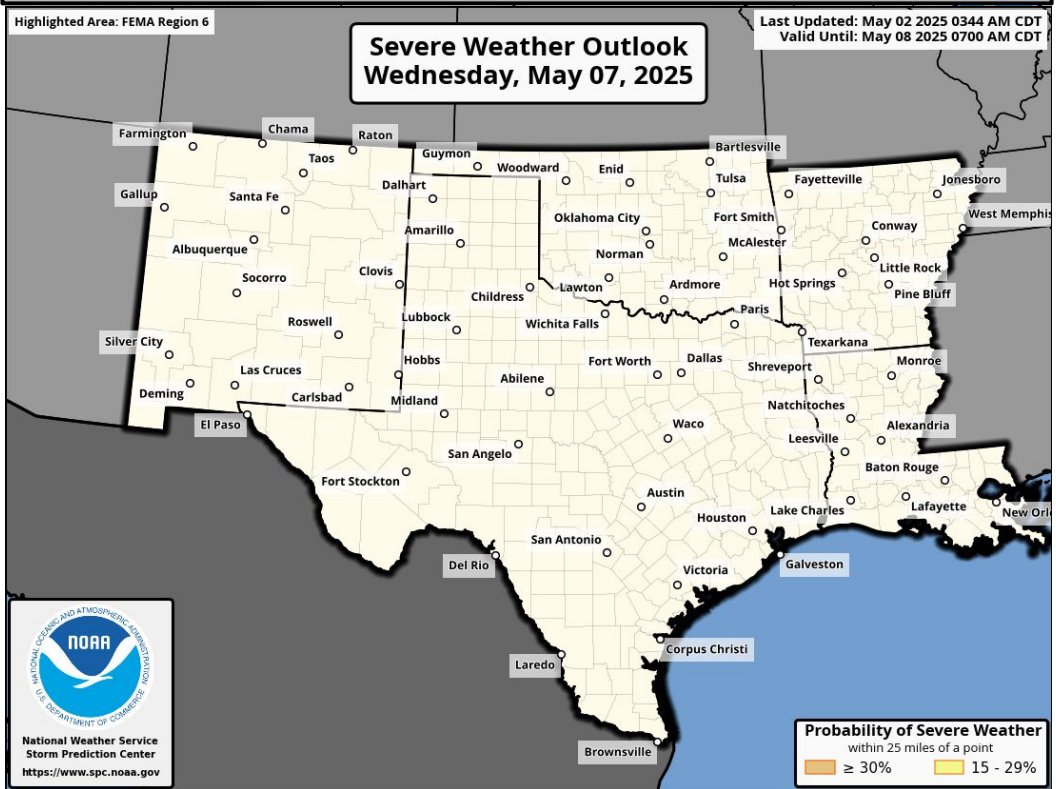 Highlighted Area: FEMA Region 6
Last Updated: May 02 2025 0344 AM CDT
Valid Until: May 08 2025 0700 AM CDT
Severe Weather Outlook
Wednesday, May 07, 2025
Farmington
Chama
Raton
Taos
Guymon
Woodward
Enid
Bartlesville
Tulsa
Fayetteville
Jonesboro
Gallup
Santa Fe
Dalhart
Oklahoma City
Fort Smith
West Memphis
Albuquerque
Amarillo
Norman
McAlester
Conway
Socorro
Clovis
Childress
Lawton
Ardmore
Hot Springs
Little Rock
Pine Bluff
Roswell
Lubbock
Wichita Falls
Paris
Texarkana
Silver City
Las Cruces
Hobbs
Abilene
Fort Worth
Dallas
Shreveport
Monroe
Deming
Carlsbad
Midland
Natchitoches
El Paso
San Angelo
Waco
Leesville
Alexandria
Fort Stockton
Baton Rouge
Austin
Houston
Lake Charles
Lafayette
New Orl
Del Rio
San Antonio
Victoria
Galveston
Laredo
Corpus Christi
Brownsville
NATIONAL OCEANIC AND ATMOSPHERIC ADMINISTRATION
NOAA
U.S. DEPARTMENT OF COMMERCE
National Weather Service
Storm Prediction Center
https://www.spc.noaa.gov
Probability of Severe Weather
within 25 miles of a point
≥ 30%
15 - 29%